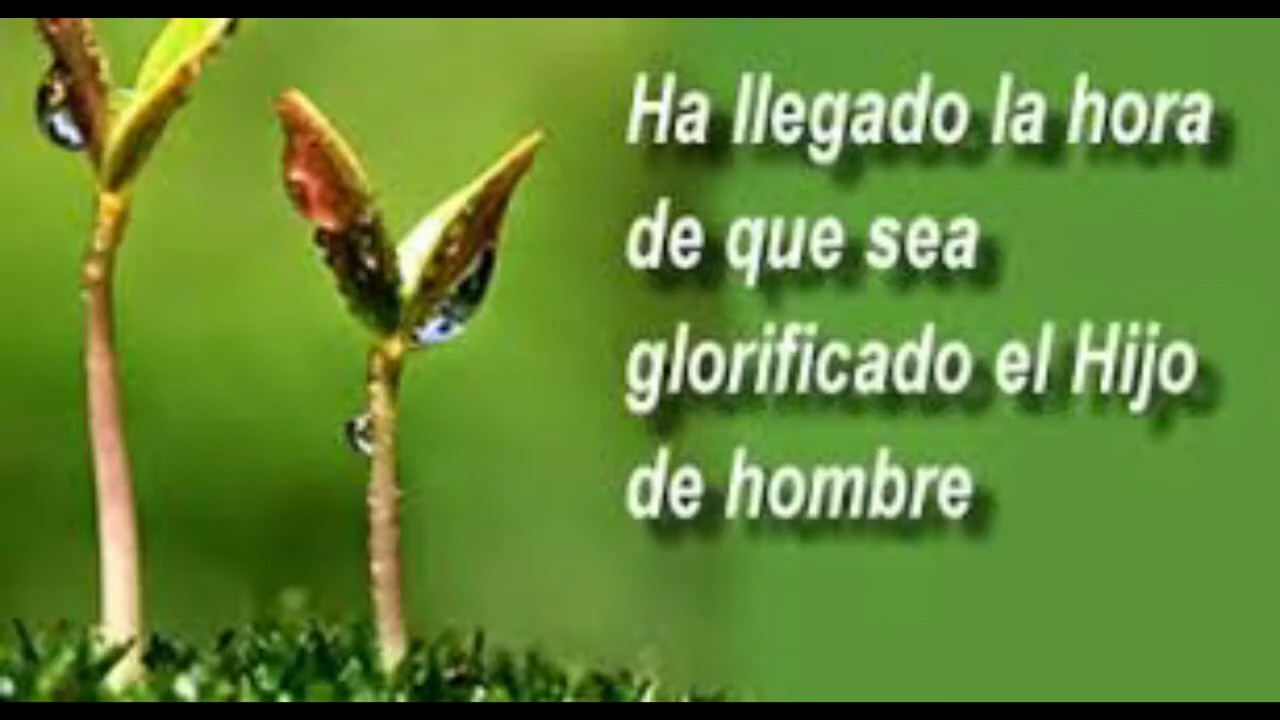 Ha llegado la hora
de que sea
glorificado el Hijo
de hombre